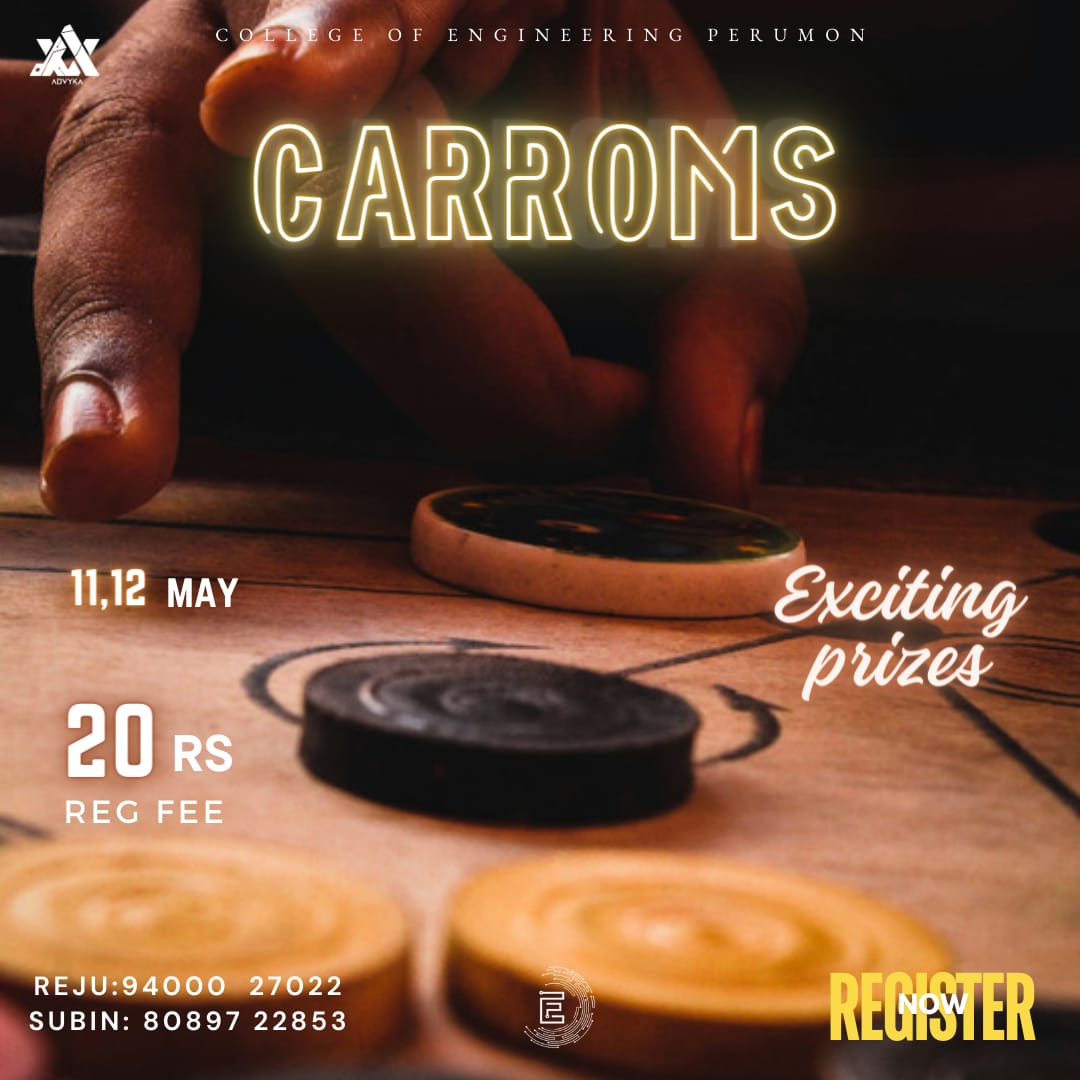 COLLEGE OF ENGINEERING PERUMON
ADVYKA
CARROMS
11,12 MAY
Exciting
prizes
20 RS
REG FEE
REJU:94000 27022
SUBIN: 80897 22853
E
REGISTER
NOW